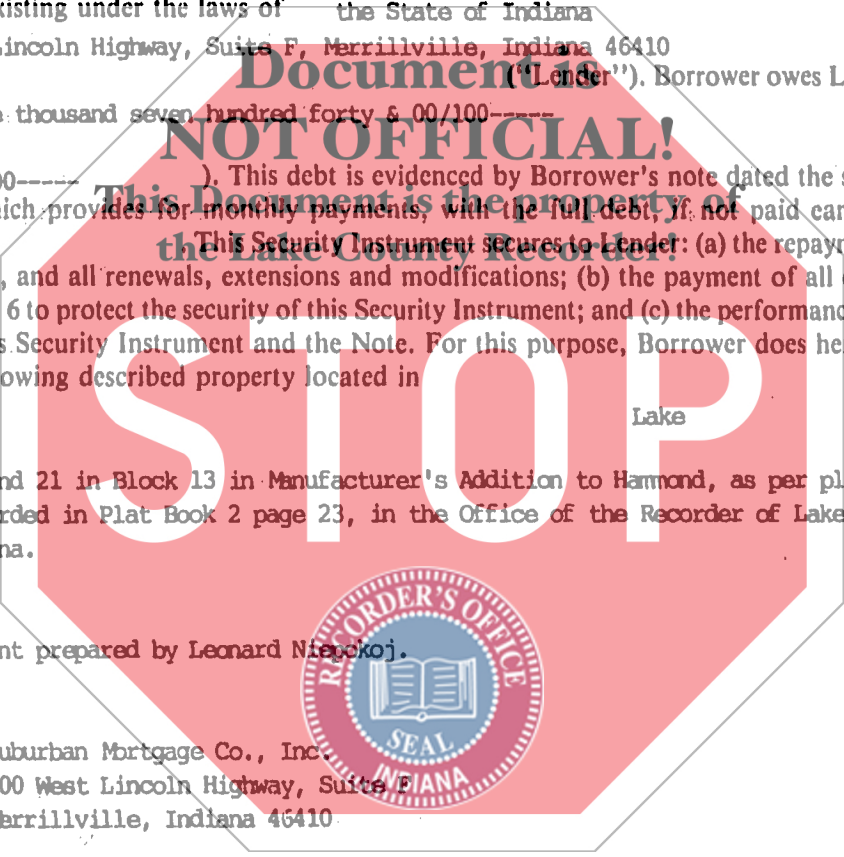 xisting under the laws of the State of Indiana
Lincoln Highway, Suite F, Merrillville, Indiana 46410
Document is
("Lender"). Borrower owes L
thousand seven hundred forty & 00/100-----
NOT OFFICIAL!
00----- ). This debt is evidenced by Borrower's note dated the s
This Document is the property of
ich provides for monthly payments, with the full debt, if not paid ear
the Lake County Recorder!
This Security Instrument secures to Lender: (a) the repaym
, and all renewals, extensions and modifications; (b) the payment of all
6 to protect the security of this Security Instrument; and (c) the performanc
s Security Instrument and the Note. For this purpose, Borrower does he
owing described property located in
STOP
Lake
nd 21 in Block 13 in Manufacturer's Addition to Hammond, as per pl
rded in Plat Book 2 page 23, in the Office of the Recorder of Lake
na.
RECORDER'S OFFICE
nt prepared by Leonard Niepokoj.
SEAL
INDIANA
uburban Mortgage Co., Inc.
00 West Lincoln Highway, Suite F
errillville, Indiana 46410